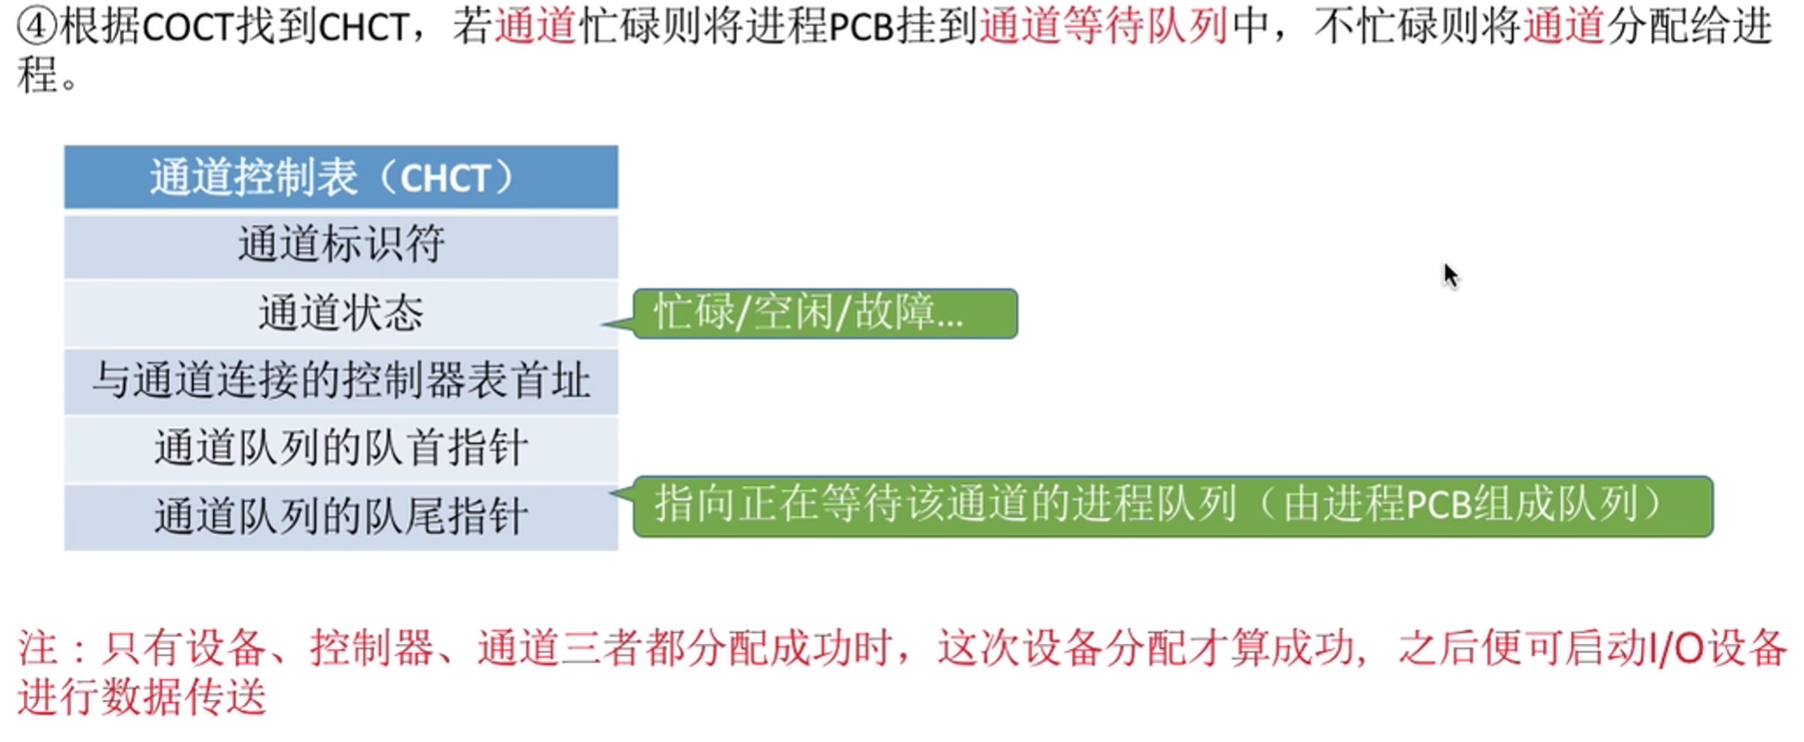 ④根据COCT找到CHCT，若通道忙碌则将进程PCB挂到通道等待队列中，不忙碌则将通道分配给进
程。
通道控制表（CHCT）
通道标识符
通道状态
忙碌/空闲/故障...
与通道连接的控制器表首址
通道队列的队首指针
通道队列的队尾指针
指向正在等待该通道的进程队列（由进程PCB组成队列）
注：只有设备、控制器、通道三者都分配成功时，这次设备分配才算成功，之后便可启动I/O设备
进行数据传送